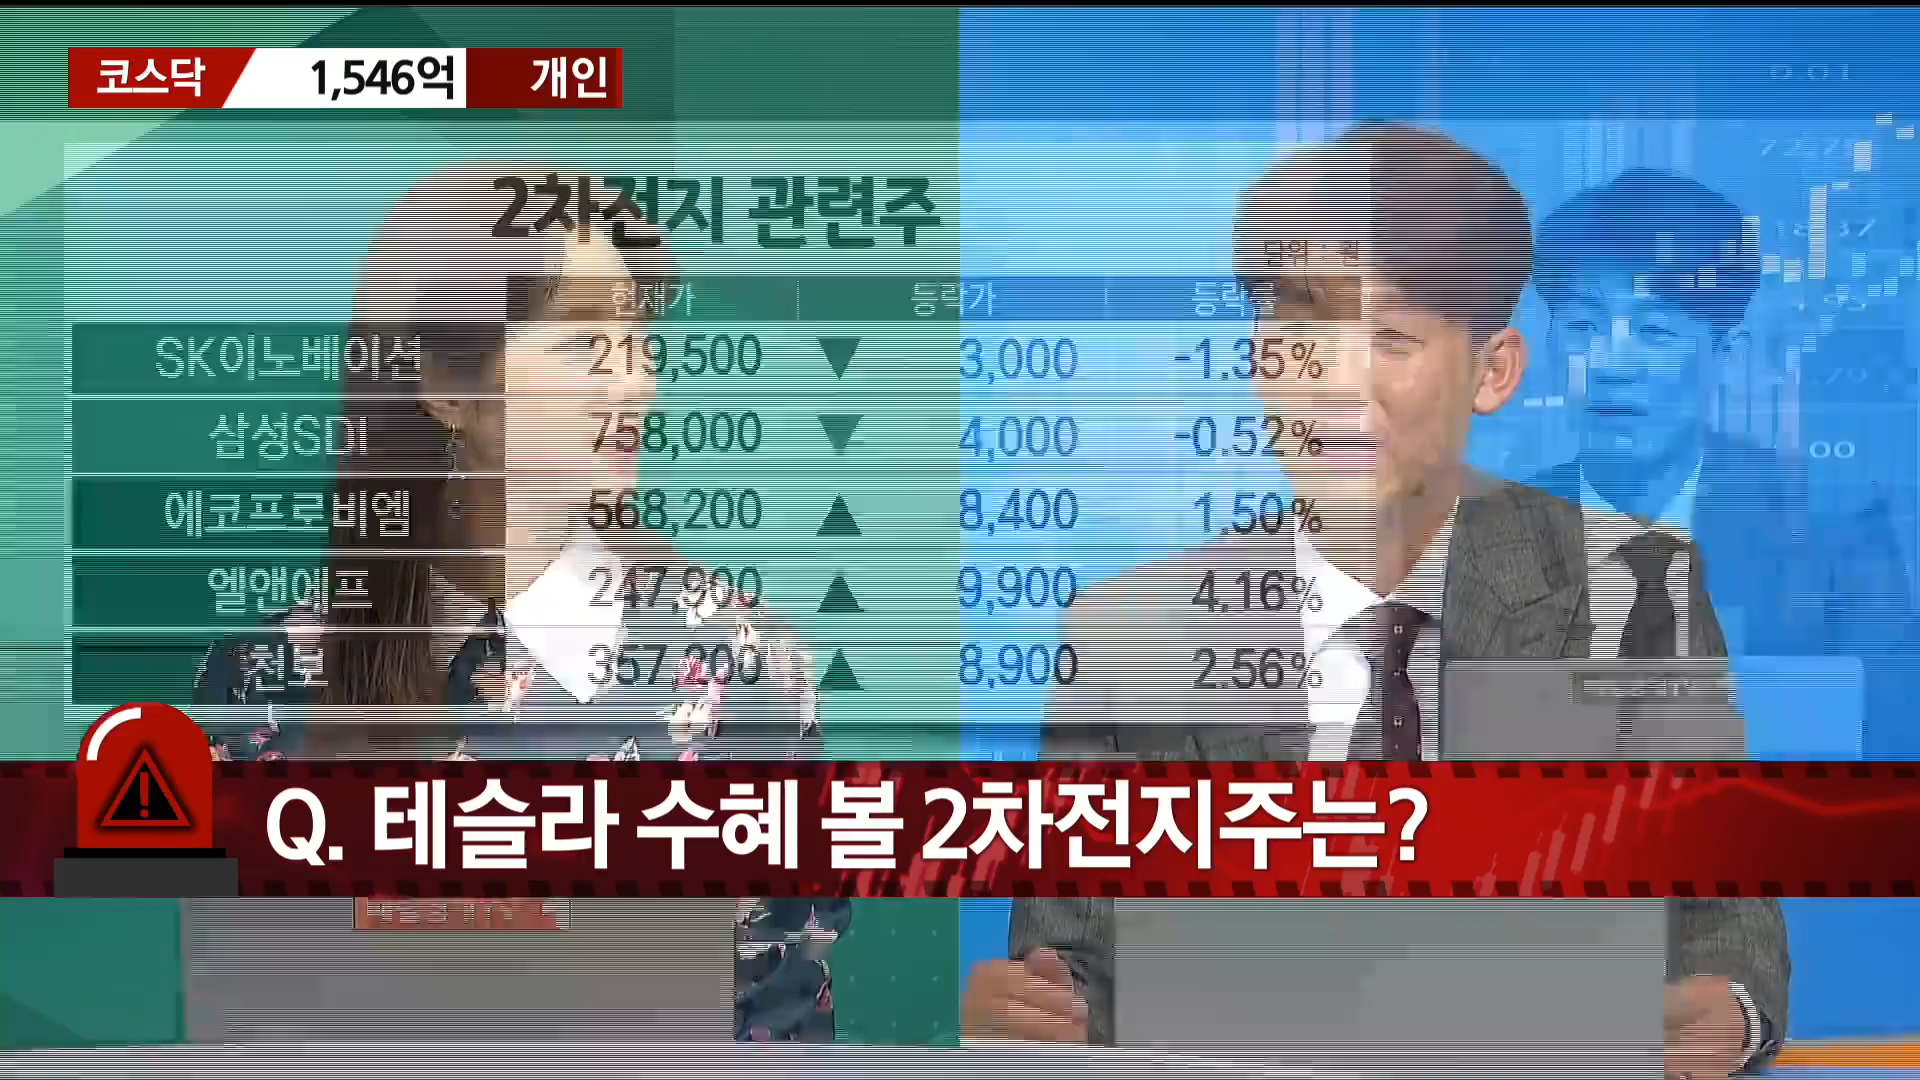 코스닥 1,546억 개인
2차전지 관련주
단위 : 원
현재가 등락가 등락률
SK이노베이션 219,500 ▼ 3,000 -1.35%
삼성SDI 758,000 ▼ 4,000 -0.52%
에코프로비엠 568,200 ▲ 8,400 1.50%
엘앤에프 247,900 ▲ 9,900 4.16%
천보 357,200 ▲ 8,900 2.56%
Q. 테슬라 수혜 볼 2차전지주는?